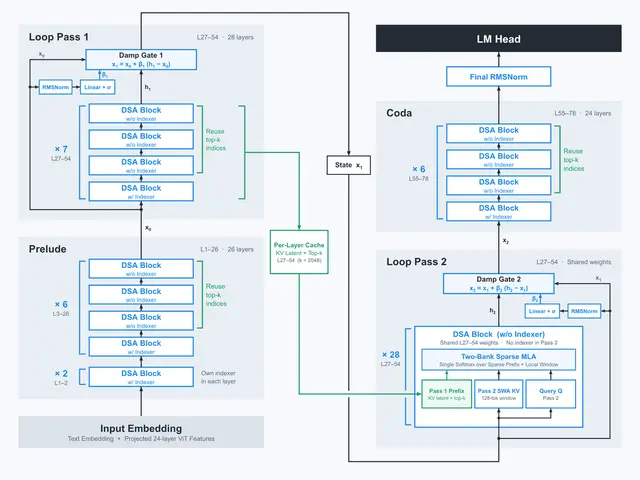 Loop Pass 1
L27–54 · 28 layers
x₀
Damp Gate 1
x₁ = x₀ + β₁ (h₁ − x₀)
β₁
RMSNorm
Linear + σ
h₁
DSA Block
w/o Indexer
DSA Block
w/o Indexer
DSA Block
w/o Indexer
DSA Block
w/ Indexer
× 7
L27–54
Reuse
top-k
indices
x₀
Prelude
L1–26 · 26 layers
DSA Block
w/o Indexer
DSA Block
w/o Indexer
DSA Block
w/o Indexer
DSA Block
w/ Indexer
× 6
L3–26
Reuse
top-k
indices
× 2
L1–2
DSA Block
w/ Indexer
Own indexer
in each layer
Input Embedding
Text Embedding + Projected 24-layer ViT Features
State x₁
Per-Layer Cache
KV Latent + Top-k
L27–54 (k = 2048)
LM Head
Final RMSNorm
Coda
L55–78 · 24 layers
DSA Block
w/o Indexer
DSA Block
w/o Indexer
DSA Block
w/o Indexer
DSA Block
w/ Indexer
× 6
L55–78
Reuse
top-k
indices
x₂
Loop Pass 2
L27–54 · Shared weights
Damp Gate 2
x₂ = x₁ + β₂ (h₂ − x₁)
x₁
β₂
Linear + σ
RMSNorm
h₂
DSA Block (w/o Indexer)
Shared L27–54 weights · No indexer in Pass 2
× 28
L27–54
Two-Bank Sparse MLA
Single Softmax over Sparse Prefix + Local Window
Pass 1 Prefix
KV latent + top-k
Pass 2 SWA KV
128-tok window
Query Q
Pass 2